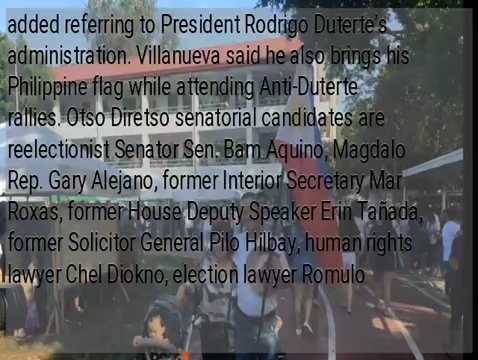 added referring to President Rodrigo Duterte's
administration. Villanueva said he also brings his
Philippine flag while attending Anti-Duterte
rallies. Otso Diretso senatorial candidates are
reelectionist Senator Sen. Bam Aquino, Magdalo
Rep. Gary Alejano, former Interior Secretary Mar
Roxas, former House Deputy Speaker Erin Tañada,
former Solicitor General Pilo Hilbay, human rights
lawyer Chel Diokno, election lawyer Romulo